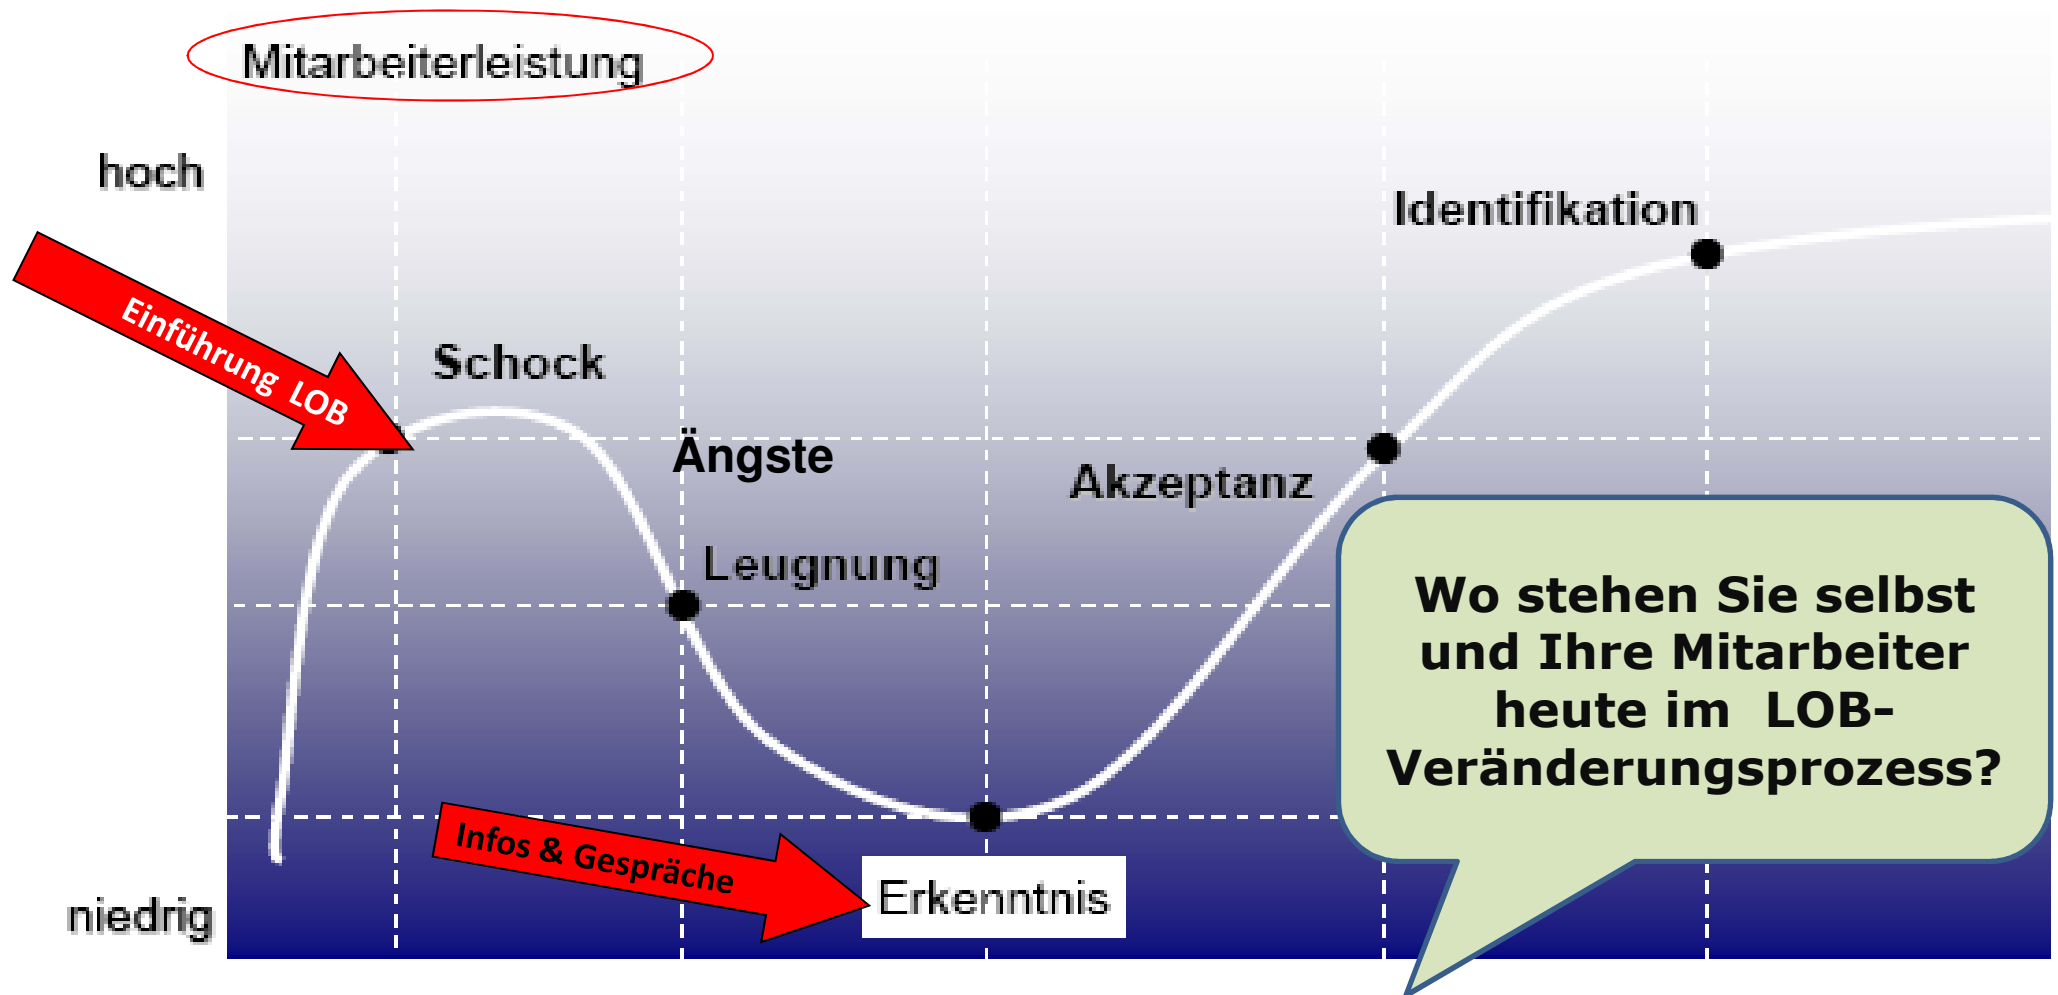 Mitarbeiterleistung
hoch
Identifikation
Einführung LOB
Schock
Ängste
Akzeptanz
Leugnung
Wo stehen Sie selbst
und Ihre Mitarbeiter
heute im LOB-
Veränderungsprozess?
Infos & Gespräche
Erkenntnis
niedrig